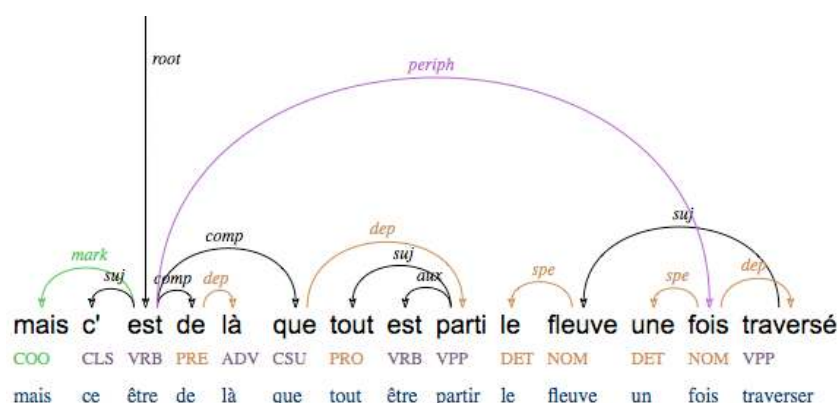 root
periph
suj
comp
dep
mark
suj
suj
comp
dep
aux
spe
spe
dep
mais c' est de là que tout est parti le fleuve une fois traversé
COO CLS VRB PRE ADV CSU PRO VRB VPP DET NOM DET NOM VPP
mais ce être de là que tout être partir le fleuve un fois traverser